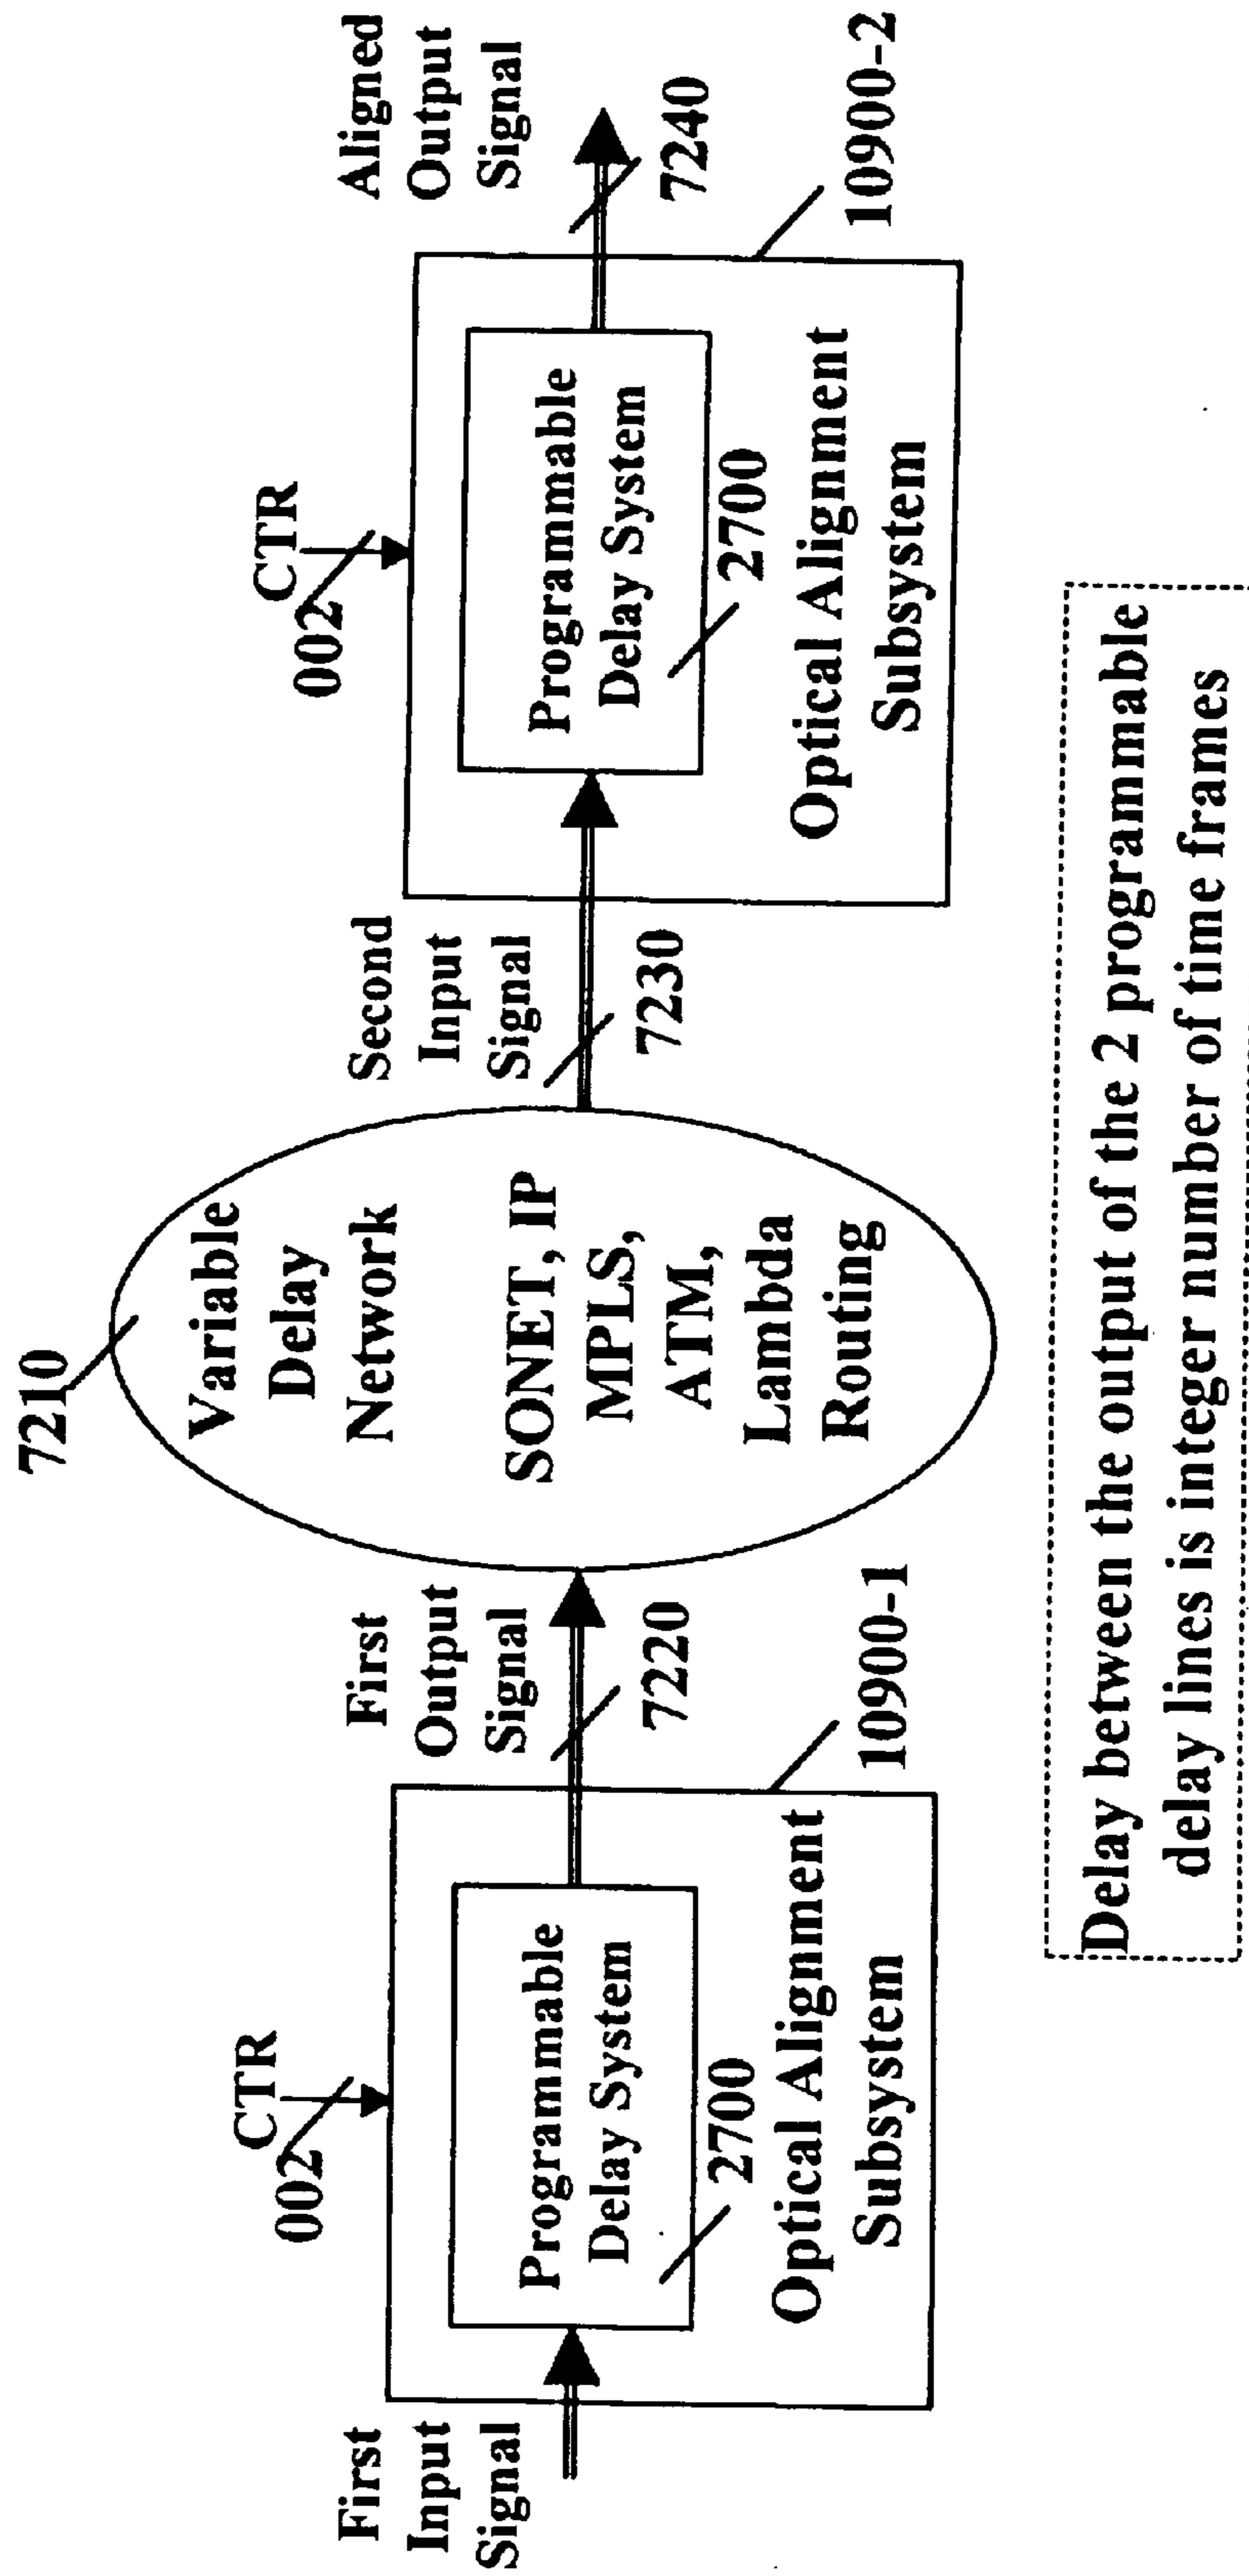 First
Input
Signal
CTR
002
Programmable
Delay System
2700
Optical Alignment
Subsystem
10900-1
First
Output
Signal
7220
7210
Variable
Delay
Network
SONET, IP
MPLS,
ATM,
Lambda
Routing
Second
Input
Signal
7230
CTR
002
Programmable
Delay System
2700
Optical Alignment
Subsystem
10900-2
Aligned
Output
Signal
7240
Delay between the output of the 2 programmable
delay lines is integer number of time frames